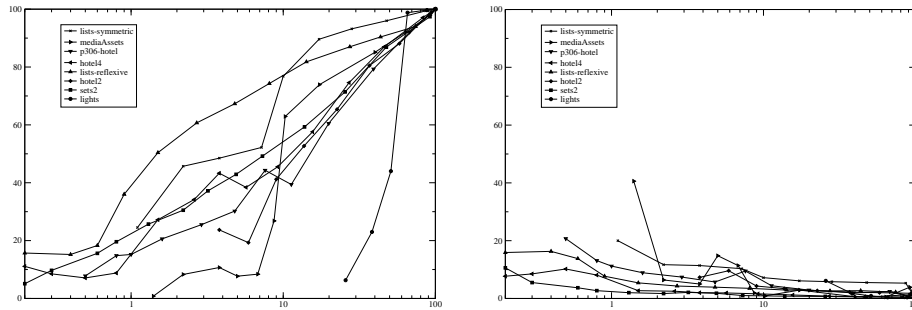 100
80
60
40
20
0
1
10
100
lists-symmetric
mediaAssets
p306-hotel
hotel4
lists-reflexive
hotel2
sets2
lights
100
80
60
40
20
0
1
10
lists-symmetric
mediaAssets
p306-hotel
hotel4
lists-reflexive
hotel2
sets2
lights